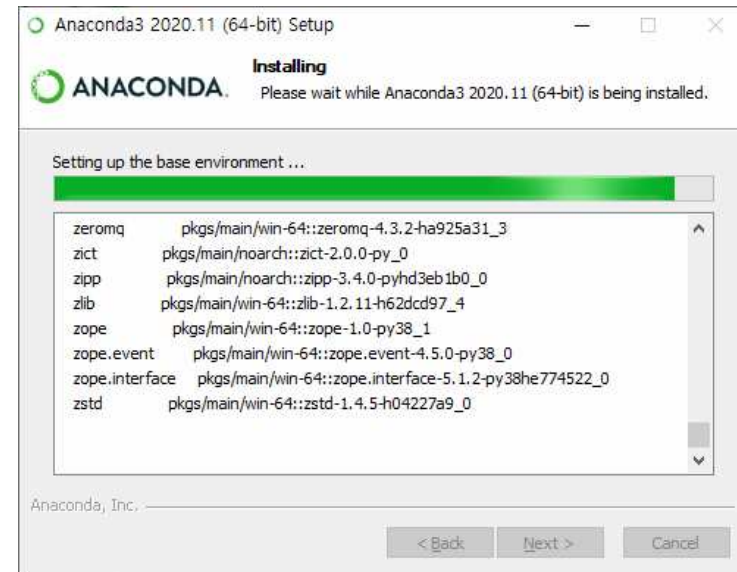 Anaconda3 2020.11 (64-bit) Setup
ANACONDA.
Installing
Please wait while Anaconda3 2020.11 (64-bit) is being installed.
Setting up the base environment ...
zeromq pkgs/main/win-64::zeromq-4.3.2-ha925a31_3
zict pkgs/main/noarch::zict-2.0.0-py_0
zipp pkgs/main/noarch::zipp-3.4.0-pyhd3eb1b0_0
zlib pkgs/main/win-64::zlib-1.2.11-h62dcd97_4
zope pkgs/main/win-64::zope-1.0-py38_1
zope.event pkgs/main/win-64::zope.event-4.5.0-py38_0
zope.interface pkgs/main/win-64::zope.interface-5.1.2-py38he774522_0
zstd pkgs/main/win-64::zstd-1.4.5-h04227a9_0
Anaconda, Inc.
< Back Next > Cancel